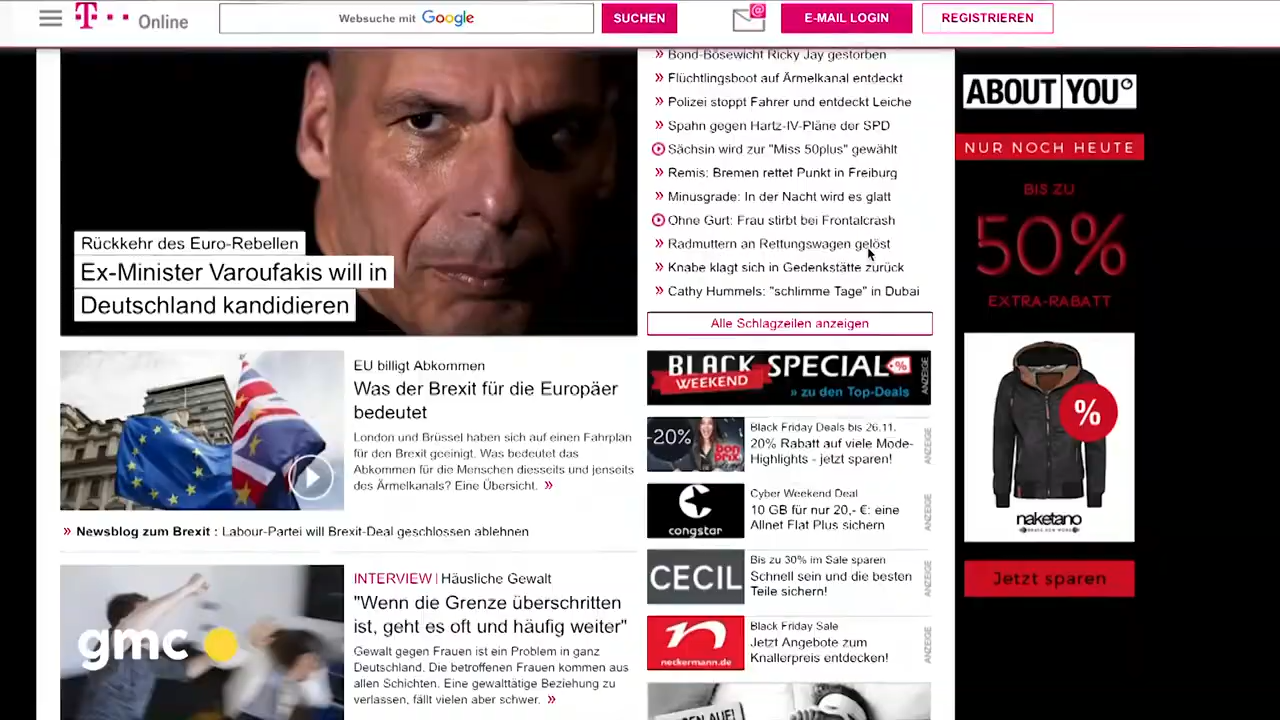 T Online
Websuche mit Google
SUCHEN
@
E-MAIL LOGIN
REGISTRIEREN
Rückkehr des Euro-Rebellen
Ex-Minister Varoufakis will in
Deutschland kandidieren
» Bond-Bösewicht Ricky Jay gestorben
» Flüchtlingsboot auf Ärmelkanal entdeckt
» Polizei stoppt Fahrer und entdeckt Leiche
» Spahn gegen Hartz-IV-Pläne der SPD
Sächsin wird zur "Miss 50plus" gewählt
» Remis: Bremen rettet Punkt in Freiburg
» Minusgrade: In der Nacht wird es glatt
Ohne Gurt: Frau stirbt bei Frontalcrash
» Radmuttern an Rettungswagen gelöst
» Knabe klagt sich in Gedenkstätte zurück
» Cathy Hummels: "schlimme Tage" in Dubai
Alle Schlagzeilen anzeigen
EU billigt Abkommen
Was der Brexit für die Europäer
bedeutet
London und Brüssel haben sich auf einen Fahrplan
für den Brexit geeinigt. Was bedeutet das
Abkommen für die Menschen diesseits und jenseits
des Ärmelkanals? Eine Übersicht. »
» Newsblog zum Brexit : Labour-Partei will Brexit-Deal geschlossen ablehnen
INTERVIEW | Häusliche Gewalt
"Wenn die Grenze überschritten
ist, geht es oft und häufig weiter"
Gewalt gegen Frauen ist ein Problem in ganz
Deutschland. Die betroffenen Frauen kommen aus
allen Schichten. Eine gewalttätige Beziehung zu
verlassen, fällt vielen aber schwer. »
gmc
BLACK SPECIAL %
WEEKEND
» zu den Top-Deals
ANZEIGE
-20%
bon prix
Black Friday Deals bis 26.11.
20% Rabatt auf viele Mode-
Highlights - jetzt sparen!
ANZEIGE
congstar
Cyber Weekend Deal
10 GB für nur 20,- €: eine
Allnet Flat Plus sichern
ANZEIGE
CECIL
Bis zu 30% im Sale sparen
Schnell sein und die besten
Teile sichern!
ANZEIGE
neckermann.de
Black Friday Sale
Jetzt Angebote zum
Knallerpreis entdecken!
ANZEIGE
AUF!
ABOUT YOU
NUR NOCH HEUTE
BIS ZU
50%
EXTRA-RABATT
%
naketano
Jetzt sparen